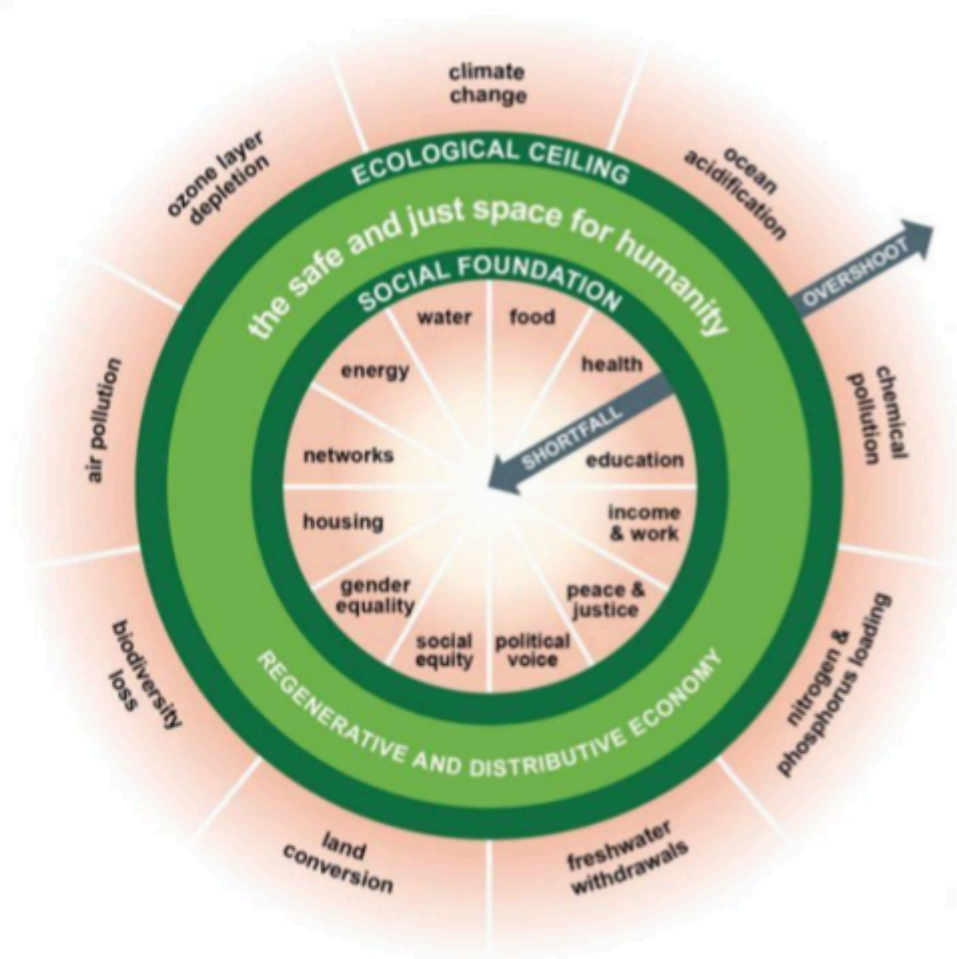 climate
change
ozone layer
depletion
ocean
acidification
ECOLOGICAL CEILING
OVERSHOOT
the safe and just space for humanity
SOCIAL FOUNDATION
water
food
energy
health
SHORTFALL
networks
education
housing
income
& work
gender
equality
peace &
justice
social
equity
political
voice
air pollution
chemical
pollution
biodiversity
loss
nitrogen &
phosphorus loading
REGENERATIVE AND DISTRIBUTIVE ECONOMY
land
conversion
freshwater
withdrawals